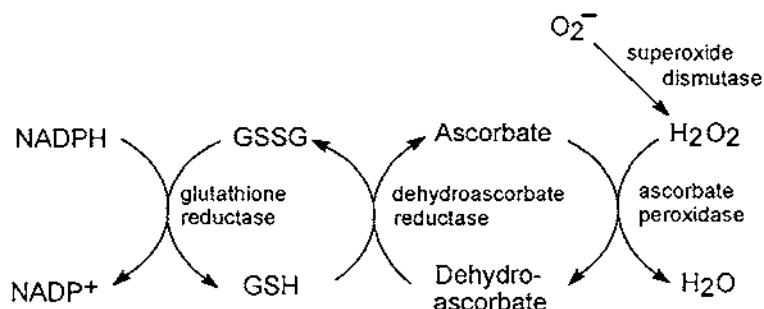 O2−
superoxide
dismutase
NADPH
GSSG
Ascorbate
H2O2
glutathione
reductase
dehydroascorbate
reductase
ascorbate
peroxidase
NADP+
GSH
Dehydro-
ascorbate
H2O